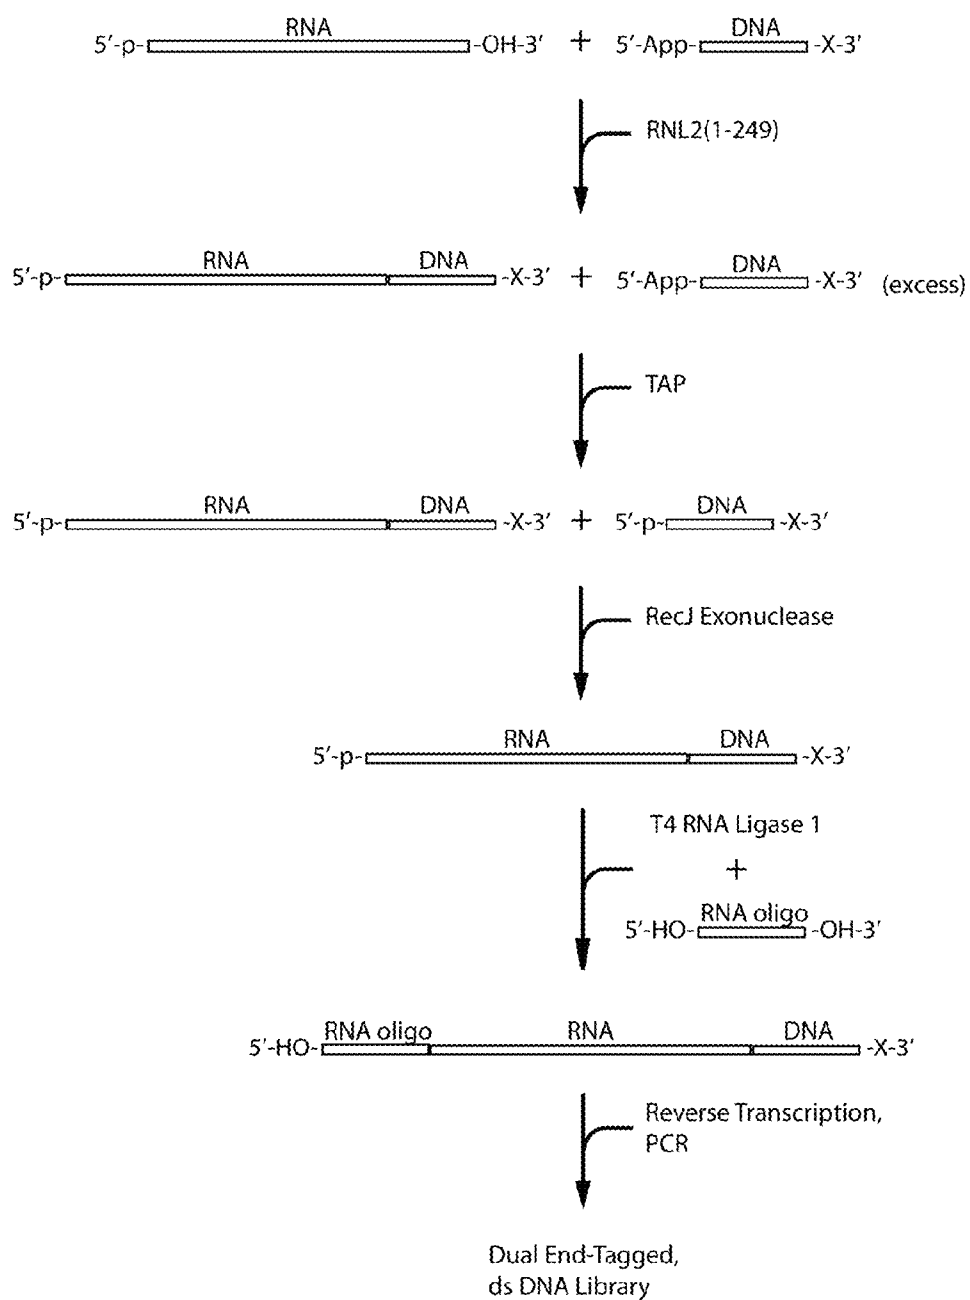 RNA DNA
5′-p- -OH-3′ + 5′-App- -X-3′
RNL2(1-249)
RNA DNA DNA
5′-p- -X-3′ + 5′-App- -X-3′ (excess)
TAP
RNA DNA DNA
5′-p- -X-3′ + 5′-p- -X-3′
RecJ Exonuclease
RNA DNA
5′-p- -X-3′
T4 RNA Ligase 1
+
RNA oligo
5′-HO- -OH-3′
RNA oligo RNA DNA
5′-HO- -X-3′
Reverse Transcription,
PCR
Dual End-Tagged,
ds DNA Library